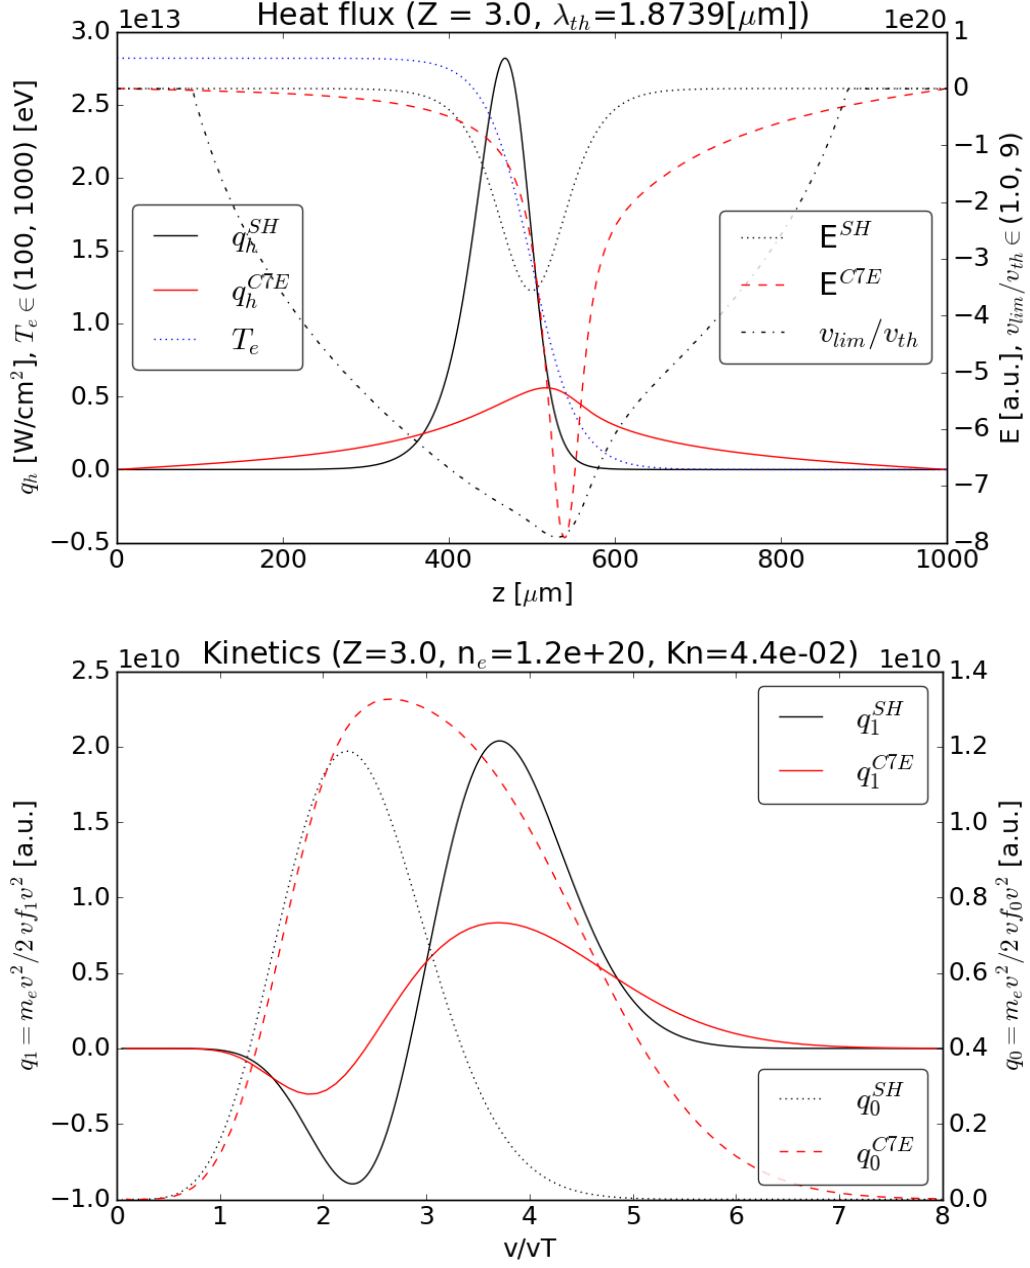 Heat flux (Z = 3.0, λ_th=1.8739[μm])
1e13
1e20
3.0
2.5
2.0
1.5
1.0
0.5
0.0
−0.5
1
0
−1
−2
−3
−4
−5
−6
−7
−8
q_h [W/cm²], T_e ∈ (100, 1000) [eV]
E [a.u.], v_lim/v_th ∈ (1.0, 9)
q_h^SH
q_h^C7E
T_e
E^SH
E^C7E
v_lim/v_th
0 200 400 600 800 1000
z [μm]
Kinetics (Z=3.0, n_e=1.2e+20, Kn=4.4e-02)
1e10
1e10
2.5
2.0
1.5
1.0
0.5
0.0
−0.5
−1.0
1.4
1.2
1.0
0.8
0.6
0.4
0.2
0.0
q_1 = m_e v²/2 v f_1 v² [a.u.]
q_0 = m_e v²/2 v f_0 v² [a.u.]
q_1^SH
q_1^C7E
q_0^SH
q_0^C7E
0 1 2 3 4 5 6 7 8
v/vT